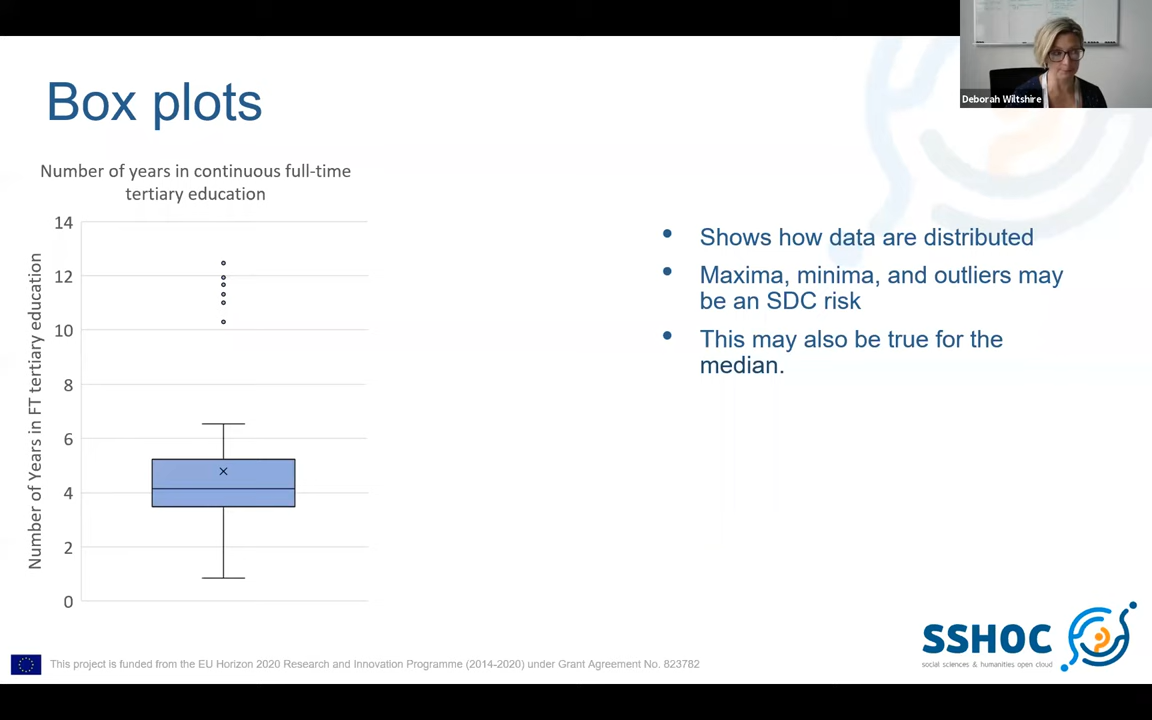 Deborah Wiltshire
Box plots
Number of years in continuous full-time
tertiary education
Number of Years in FT tertiary education
14
12
10
8
6
4
2
0
• Shows how data are distributed
• Maxima, minima, and outliers may
be an SDC risk
• This may also be true for the
median.
SSHOC
social sciences & humanities open cloud
This project is funded from the EU Horizon 2020 Research and Innovation Programme (2014-2020) under Grant Agreement No. 823782